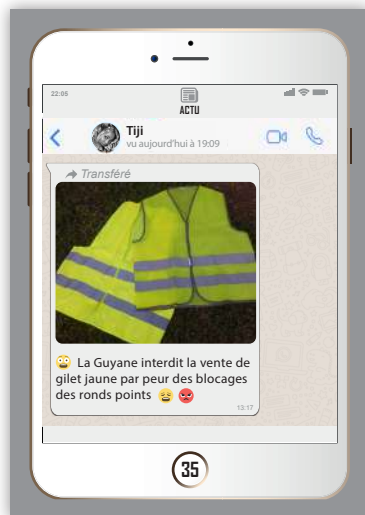 22:05
ACTU
Tiji
vu aujourd'hui à 19:09
Transféré
La Guyane interdit la vente de
gilet jaune par peur des blocages
des ronds points
13:17
35